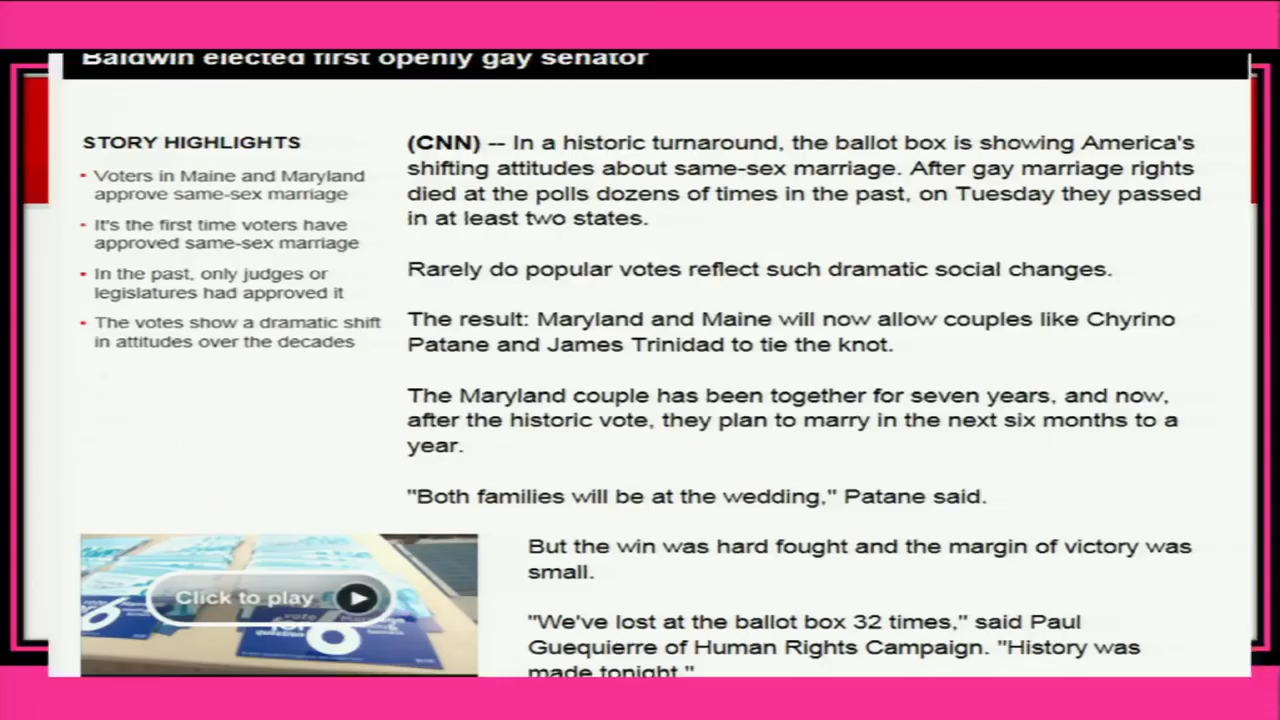 Baldwin elected first openly gay senator
STORY HIGHLIGHTS
Voters in Maine and Maryland
approve same-sex marriage
It's the first time voters have
approved same-sex marriage
In the past, only judges or
legislatures had approved it
The votes show a dramatic shift
in attitudes over the decades
(CNN) -- In a historic turnaround, the ballot box is showing America's
shifting attitudes about same-sex marriage. After gay marriage rights
died at the polls dozens of times in the past, on Tuesday they passed
in at least two states.
Rarely do popular votes reflect such dramatic social changes.
The result: Maryland and Maine will now allow couples like Chyrino
Patane and James Trinidad to tie the knot.
The Maryland couple has been together for seven years, and now,
after the historic vote, they plan to marry in the next six months to a
year.
"Both families will be at the wedding," Patane said.
Click to play
vote
for
question
6
But the win was hard fought and the margin of victory was
small.
"We've lost at the ballot box 32 times," said Paul
Guequierre of Human Rights Campaign. "History was
made tonight."